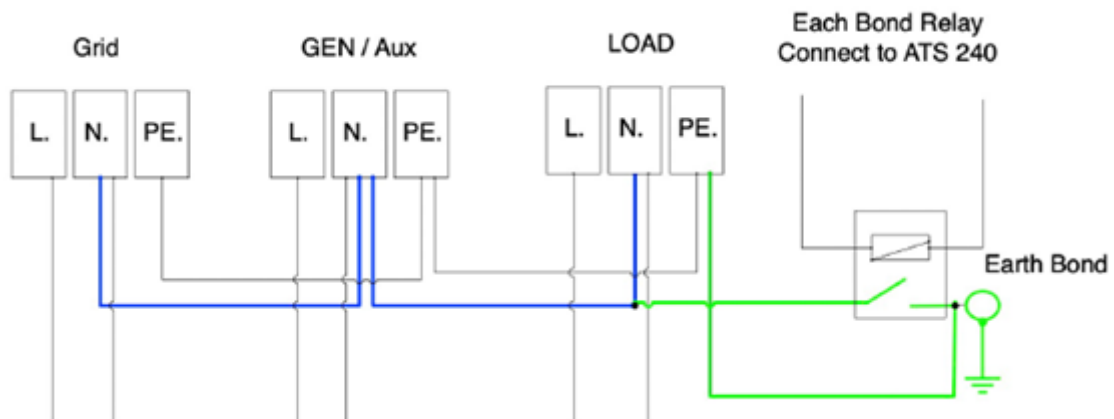 Grid
GEN / Aux
LOAD
Each Bond Relay
Connect to ATS 240
L. N. PE.
L. N. PE.
L. N. PE.
Earth Bond